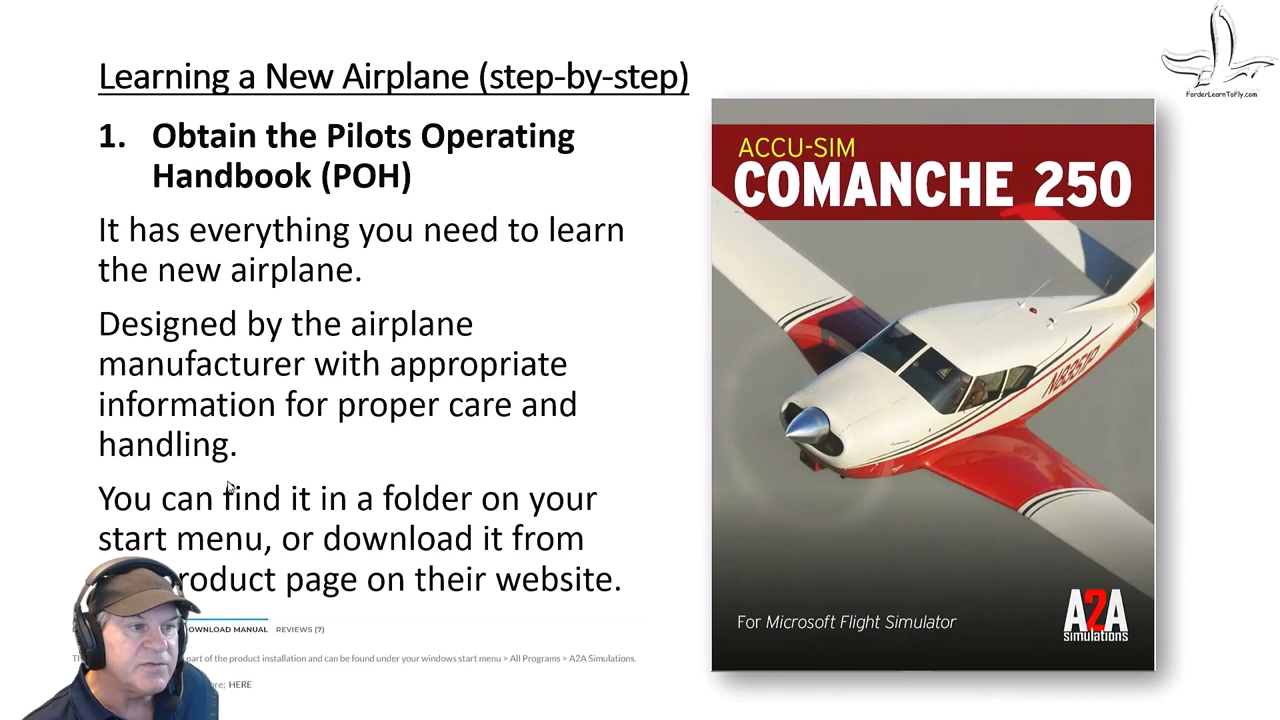 Learning a New Airplane (step-by-step)
1. Obtain the Pilots Operating
Handbook (POH)
It has everything you need to learn
the new airplane.
Designed by the airplane
manufacturer with appropriate
information for proper care and
handling.
You can find it in a folder on your
start menu, or download it from
roduct page on their website.
OWNLOAD MANUAL REVIEWS (7)
part of the product installation and can be found under your windows start menu > All Programs > A2A Simulations.
HERE
ForderLearnToFly.com
ACCU-SIM
COMANCHE 250
N8351P
For Microsoft Flight Simulator
A2A
simulations